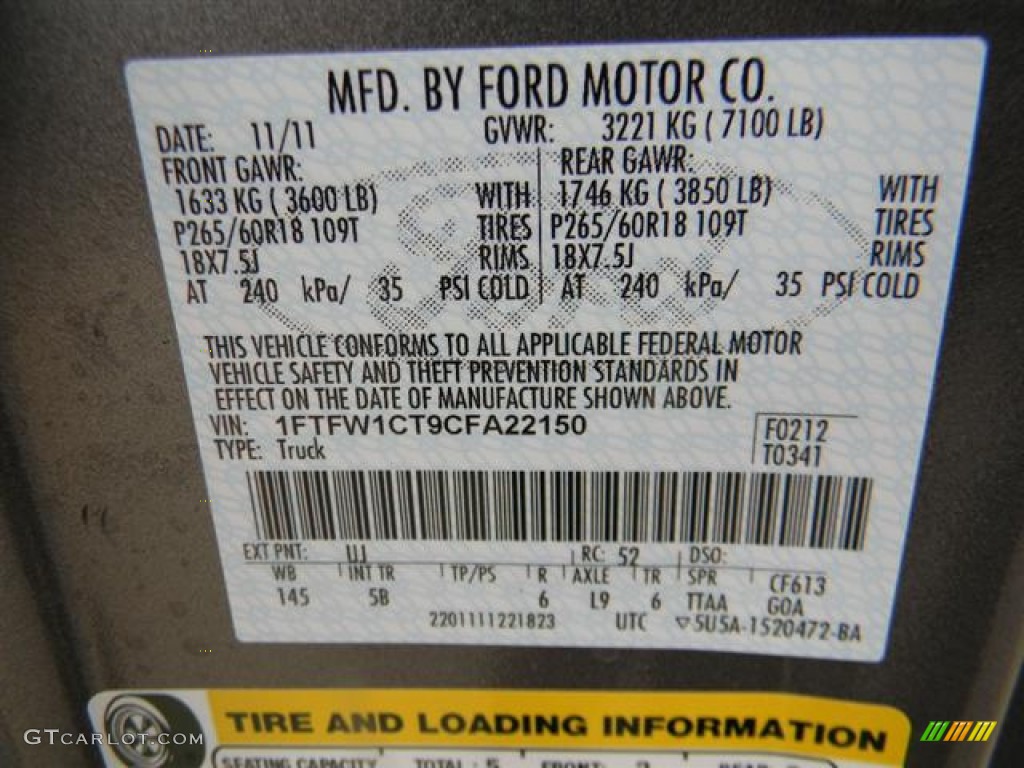 MFD. BY FORD MOTOR CO.
DATE: 11/11 GVWR: 3221 KG ( 7100 LB)
FRONT GAWR: REAR GAWR:
1633 KG ( 3600 LB) WITH 1746 KG ( 3850 LB) WITH
P265/60R18 109T TIRES P265/60R18 109T TIRES
18X7.5J RIMS 18X7.5J RIMS
AT 240 kPa/ 35 PSI COLD AT 240 kPa/ 35 PSI COLD
THIS VEHICLE CONFORMS TO ALL APPLICABLE FEDERAL MOTOR
VEHICLE SAFETY AND THEFT PREVENTION STANDARDS IN
EFFECT ON THE DATE OF MANUFACTURE SHOWN ABOVE.
VIN: 1FTFW1CT9CFA22150 F0212
TYPE: Truck T0341
EXT PNT: UJ RC: 52 DSO:
WB INT TR TP/PS R AXLE TR SPR CF613
145 5B 6 L9 6 TTAA GOA
2201111221823 UTC ▽5U5A-1520472-BA
TIRE AND LOADING INFORMATION
SEATING CAPACITY TOTAL : 5 FRONT:
GTCARLOT.COM